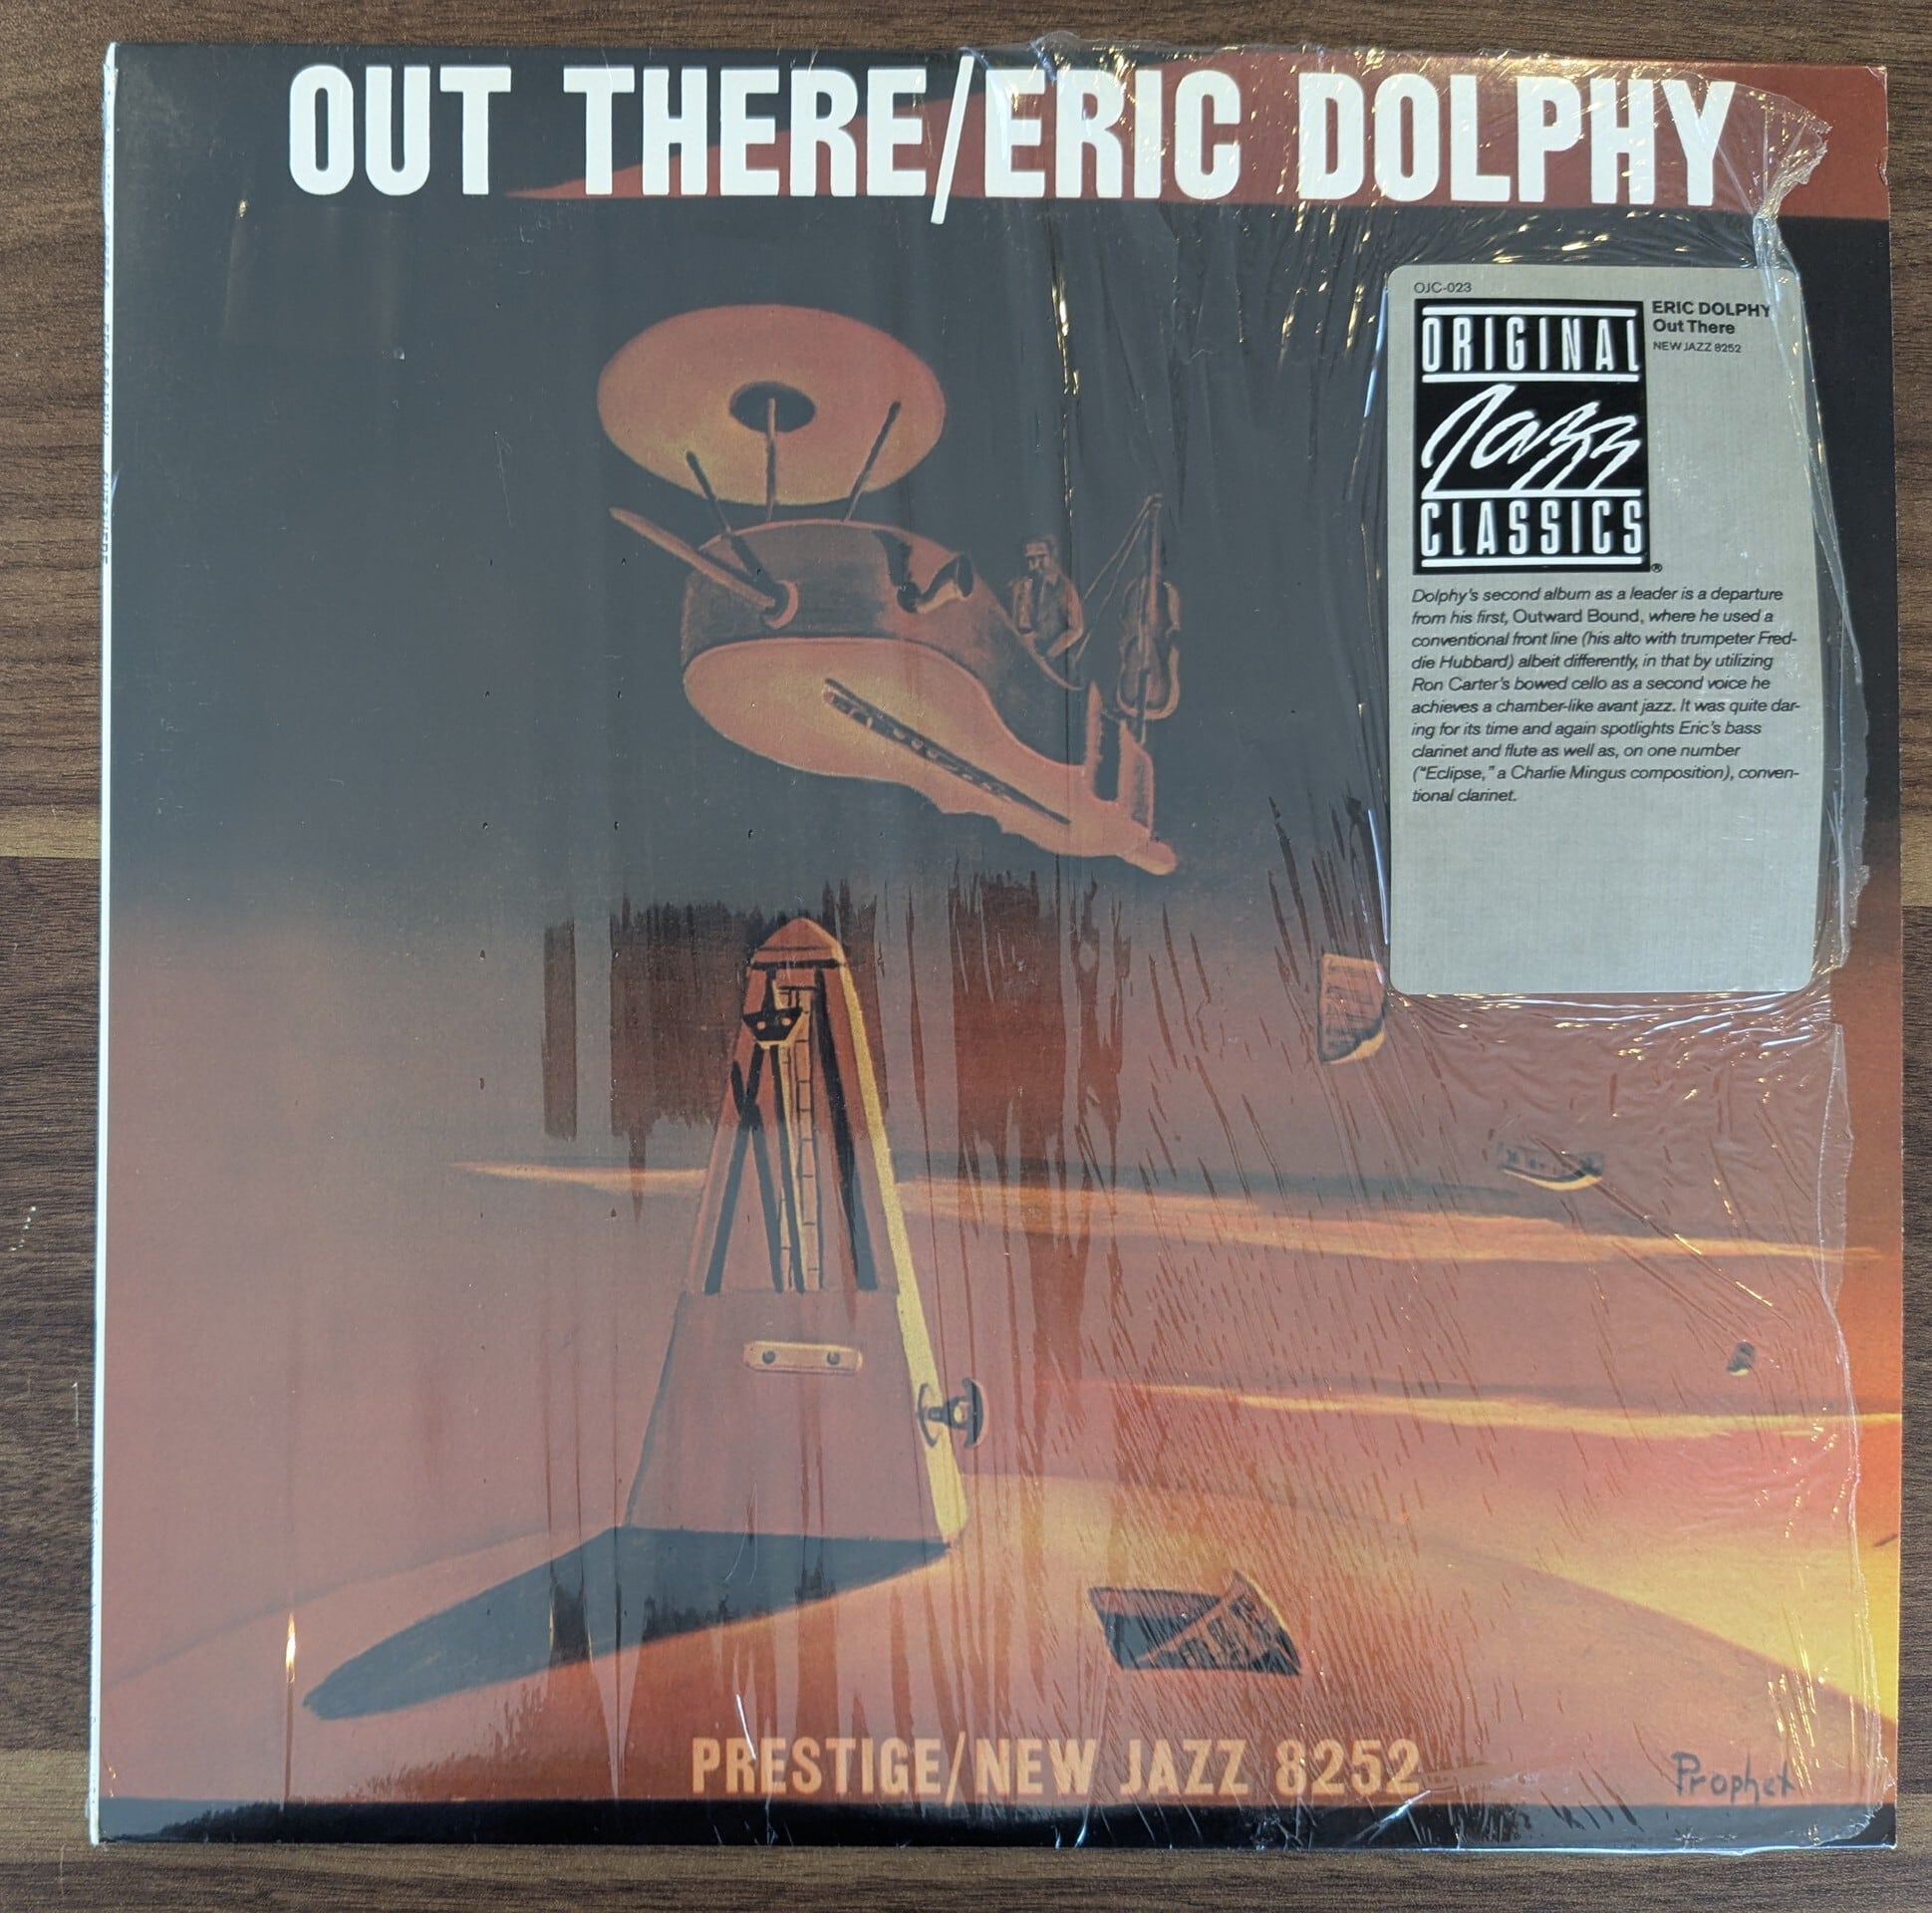 OUT THERE/ERIC DOLPHY
OJC-023
ORIGINAL
Jazz
CLASSICS
®
ERIC DOLPHY
Out There
NEW JAZZ 8252
Dolphy's second album as a leader is a departure
from his first, Outward Bound, where he used a
conventional front line (his alto with trumpeter Fred-
die Hubbard) albeit differently, in that by utilizing
Ron Carter's bowed cello as a second voice he
achieves a chamber-like avant jazz. It was quite dar-
ing for its time and again spotlights Eric's bass
clarinet and flute as well as, on one number
("Eclipse," a Charlie Mingus composition), conven-
tional clarinet.
PRESTIGE/NEW JAZZ 8252
Prophet